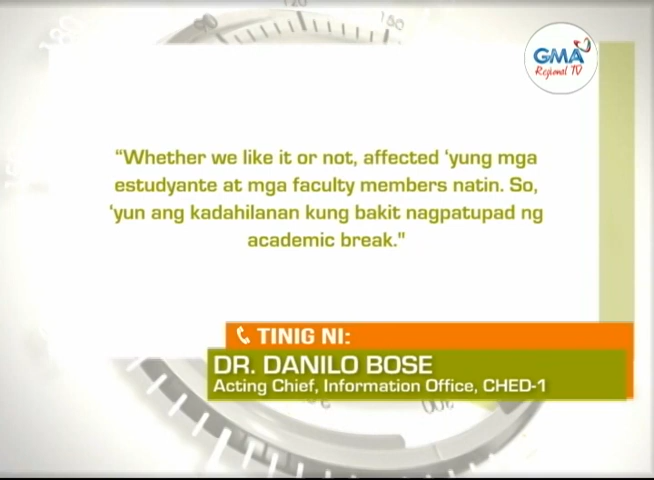 GMA
Regional TV
“Whether we like it or not, affected ‘yung mga
estudyante at mga faculty members natin. So,
‘yun ang kadahilanan kung bakit nagpatupad ng
academic break."
TINIG NI:
DR. DANILO BOSE
Acting Chief, Information Office, CHED-1